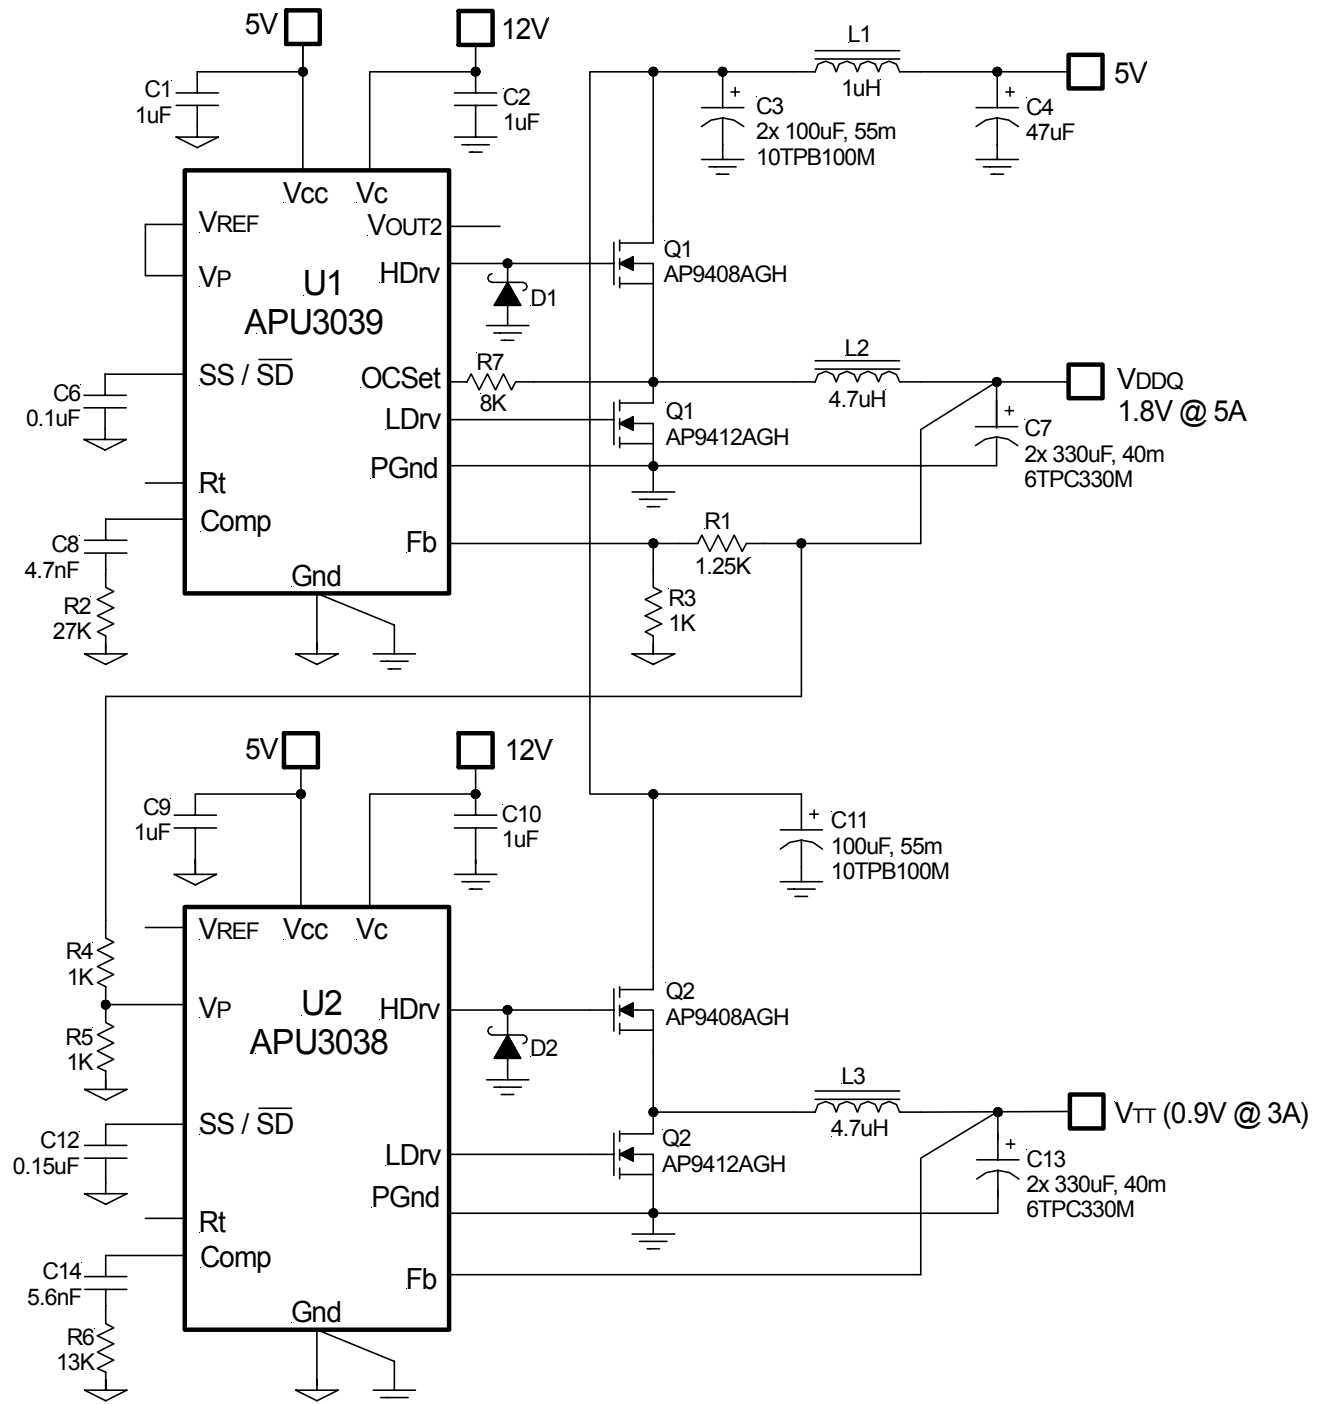 5V
12V
C1
1uF
C2
1uF
L1
1uH
5V
+
C3
2x 100uF, 55m
10TPB100M
+
C4
47uF
Vcc
Vc
VREF
VOUT2
VP
HDrv
U1
APU3039
D1
Q1
AP9408AGH
SS / SD
OCSet
R7
8K
L2
4.7uH
VDDQ
1.8V @ 5A
C6
0.1uF
LDrv
Q1
AP9412AGH
+
C7
2x 330uF, 40m
6TPC330M
PGnd
Rt
Comp
Fb
R1
1.25K
C8
4.7nF
Gnd
R2
27K
R3
1K
5V
12V
C9
1uF
C10
1uF
+
C11
100uF, 55m
10TPB100M
VREF
Vcc
Vc
R4
1K
VP
U2
APU3038
HDrv
Q2
AP9408AGH
R5
1K
D2
SS / SD
L3
4.7uH
VTT (0.9V @ 3A)
C12
0.15uF
LDrv
Q2
AP9412AGH
+
C13
2x 330uF, 40m
6TPC330M
PGnd
Rt
Comp
Fb
C14
5.6nF
Gnd
R6
13K